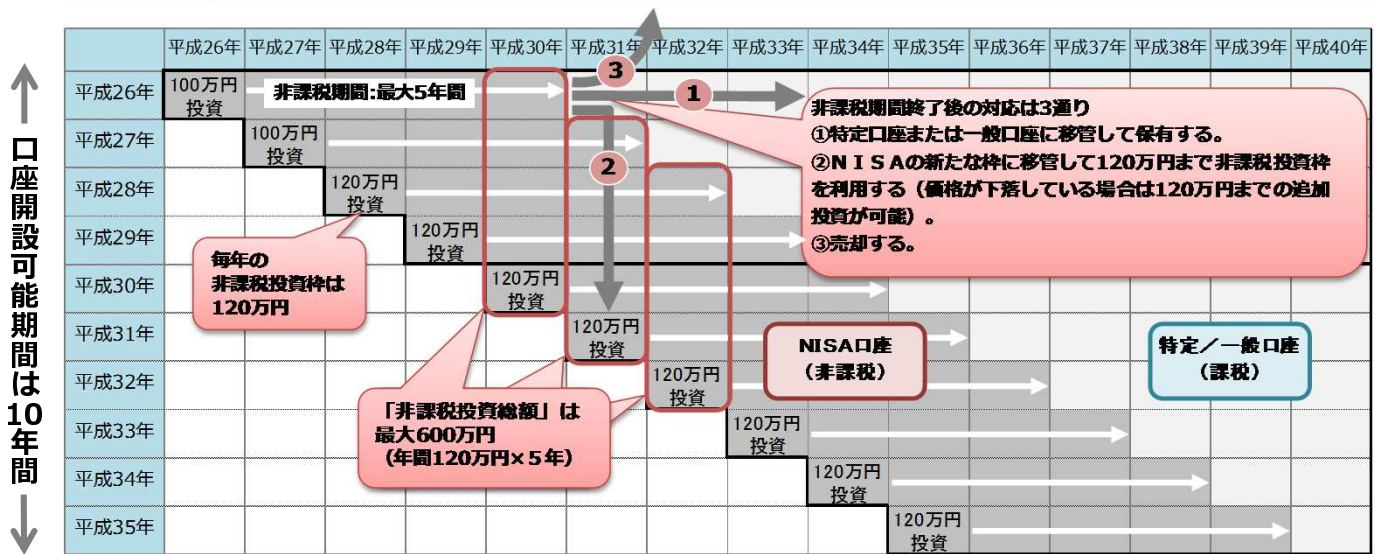 平成26年 平成27年 平成28年 平成29年 平成30年 平成31年 平成32年 平成33年 平成34年 平成35年 平成36年 平成37年 平成38年 平成39年 平成40年
口座開設可能期間は10年間
平成26年
100万円
投資
非課税期間:最大5年間
3
1
2
平成27年
100万円
投資
平成28年
120万円
投資
平成29年
120万円
投資
平成30年
120万円
投資
平成31年
120万円
投資
平成32年
120万円
投資
平成33年
120万円
投資
平成34年
120万円
投資
平成35年
120万円
投資
非課税期間終了後の対応は3通り
①特定口座または一般口座に移管して保有する。
②NISAの新たな枠に移管して120万円まで非課税投資枠
を利用する(価格が下落している場合は120万円までの追加
投資が可能)。
③売却する。
毎年の
非課税投資枠は
120万円
「非課税投資総額」は
最大600万円
(年間120万円×5年)
NISA口座
(非課税)
特定/一般口座
(課税)